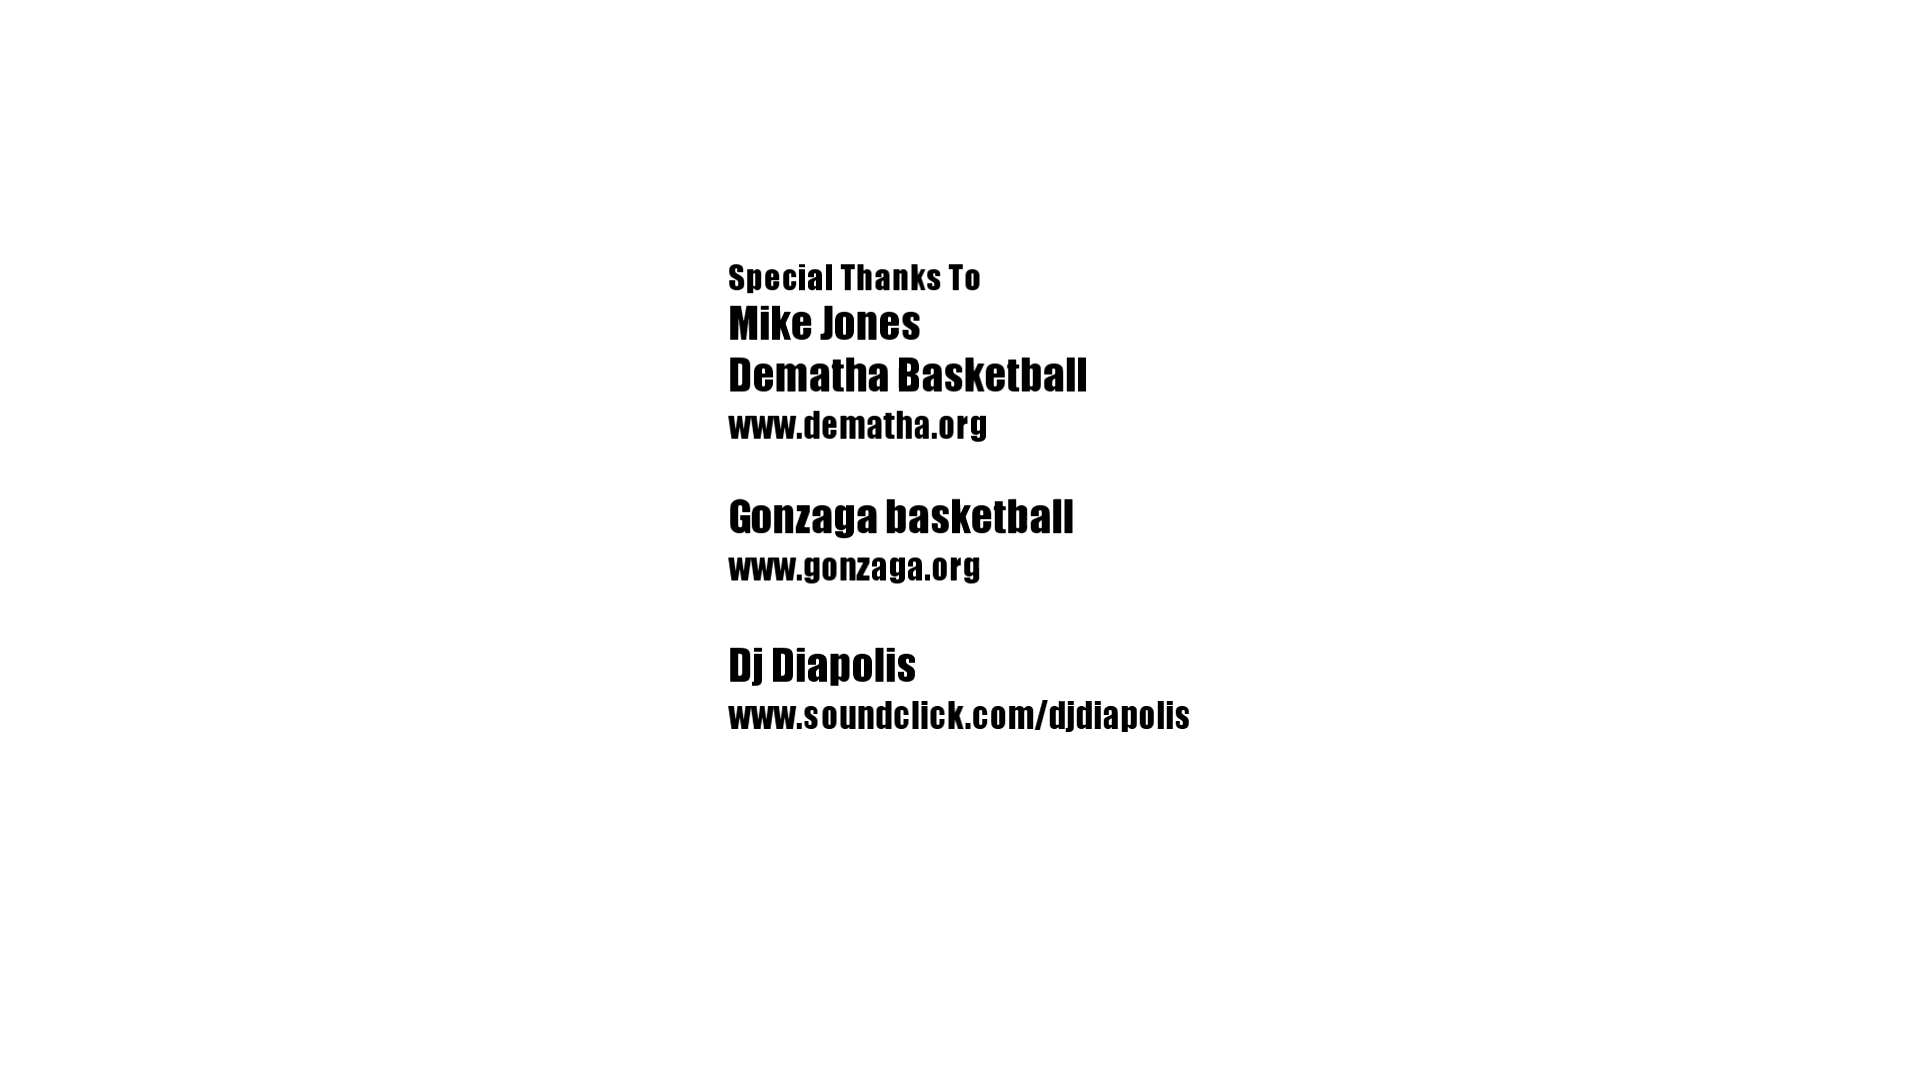 Special Thanks To
Mike Jones
Dematha Basketball
www.dematha.org
Gonzaga basketball
www.gonzaga.org
Dj Diapolis
www.soundclick.com/djdiapolis